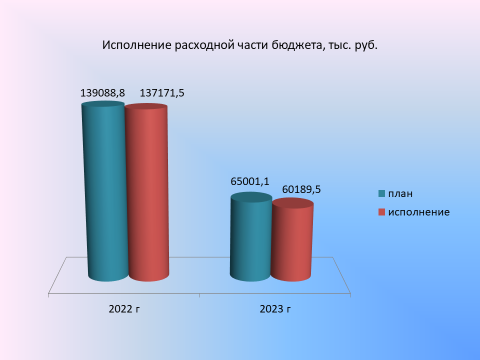 Исполнение расходной части бюджета, тыс. руб.
139088,8
137171,5
65001,1
60189,5
план
исполнение
2022 г
2023 г